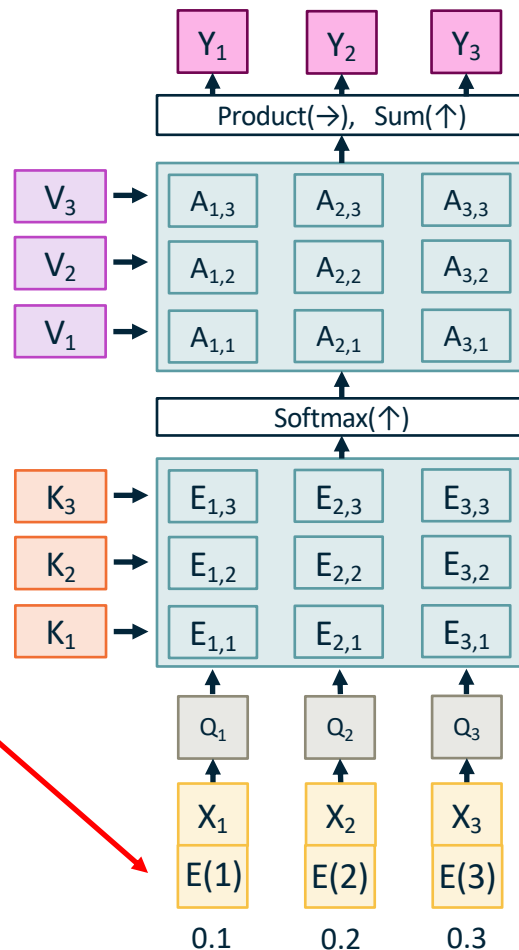 Y₁ Y₂ Y₃
Product(→), Sum(↑)
V₃ A₁,₃ A₂,₃ A₃,₃
V₂ A₁,₂ A₂,₂ A₃,₂
V₁ A₁,₁ A₂,₁ A₃,₁
Softmax(↑)
K₃ E₁,₃ E₂,₃ E₃,₃
K₂ E₁,₂ E₂,₂ E₃,₂
K₁ E₁,₁ E₂,₁ E₃,₁
Q₁ Q₂ Q₃
X₁ X₂ X₃
E(1) E(2) E(3)
0.1 0.2 0.3